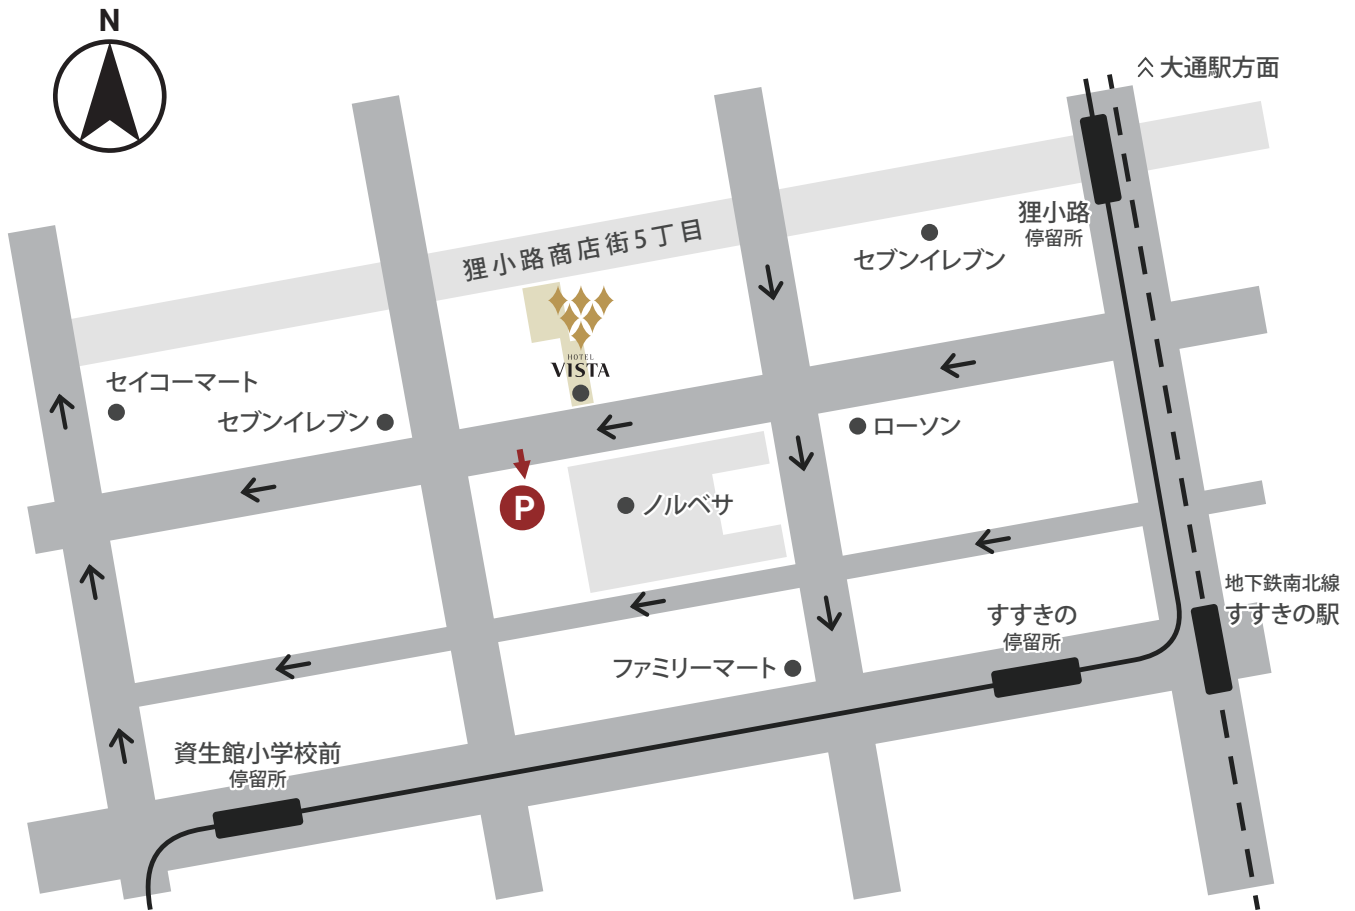 N
大通駅方面
狸小路
停留所
狸小路商店街5丁目
セブンイレブン
HOTEL
VISTA
セイコーマート
セブンイレブン
ローソン
P
ノルベサ
地下鉄南北線
すすきの駅
すすきの
停留所
ファミリーマート
資生館小学校前
停留所